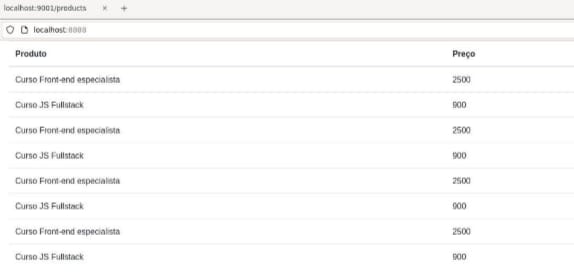 localhost:9001/products × +
localhost:8888
Produto Preço
Curso Front-end especialista 2500
Curso JS Fullstack 900
Curso Front-end especialista 2500
Curso JS Fullstack 900
Curso Front-end especialista 2500
Curso JS Fullstack 900
Curso Front-end especialista 2500
Curso JS Fullstack 900